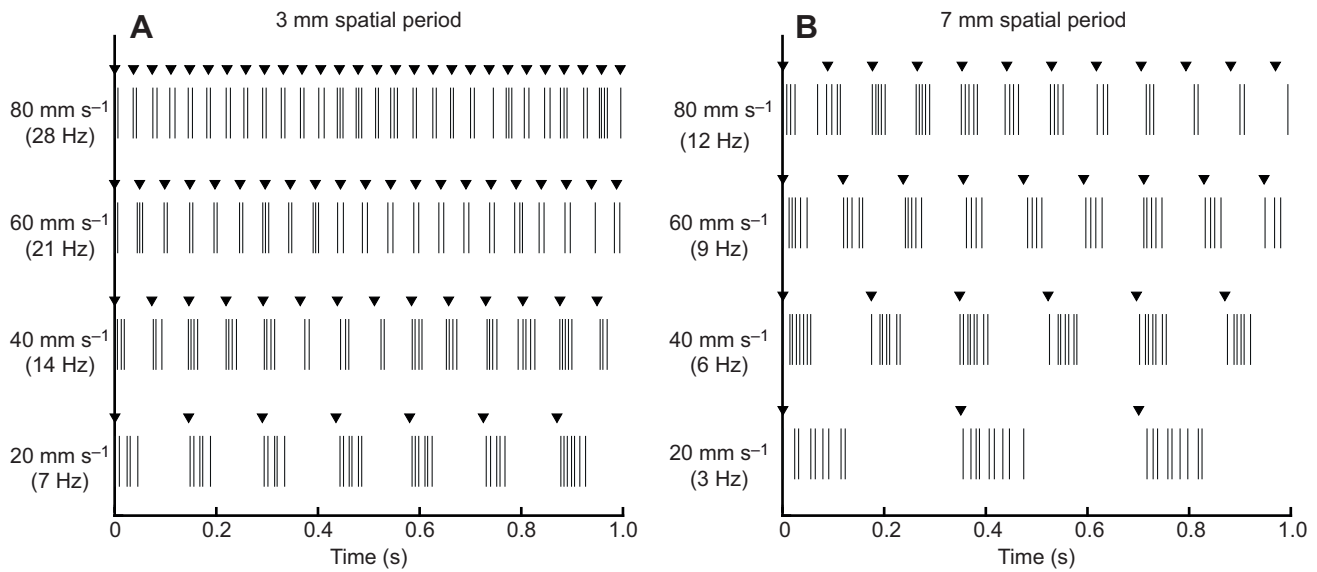 A
3 mm spatial period
80 mm s⁻¹
(28 Hz)
60 mm s⁻¹
(21 Hz)
40 mm s⁻¹
(14 Hz)
20 mm s⁻¹
(7 Hz)
0 0.2 0.4 0.6 0.8 1.0
Time (s)
B
7 mm spatial period
80 mm s⁻¹
(12 Hz)
60 mm s⁻¹
(9 Hz)
40 mm s⁻¹
(6 Hz)
20 mm s⁻¹
(3 Hz)
0 0.2 0.4 0.6 0.8 1.0
Time (s)